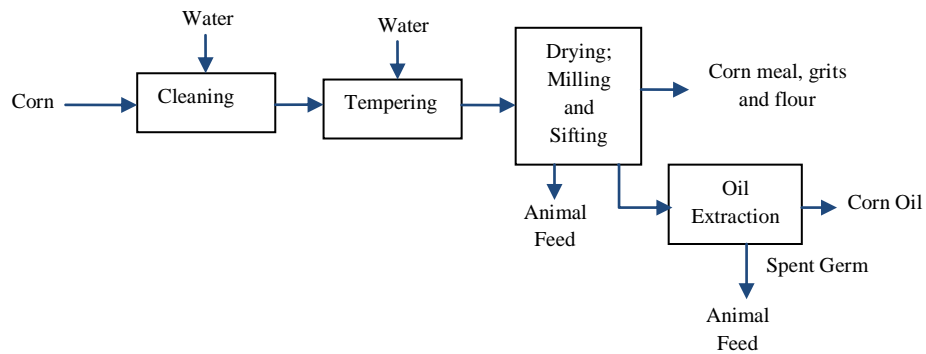 Water
Water
Corn
Cleaning
Tempering
Drying;
Milling
and
Sifting
Corn meal, grits
and flour
Animal
Feed
Oil
Extraction
Corn Oil
Spent Germ
Animal
Feed